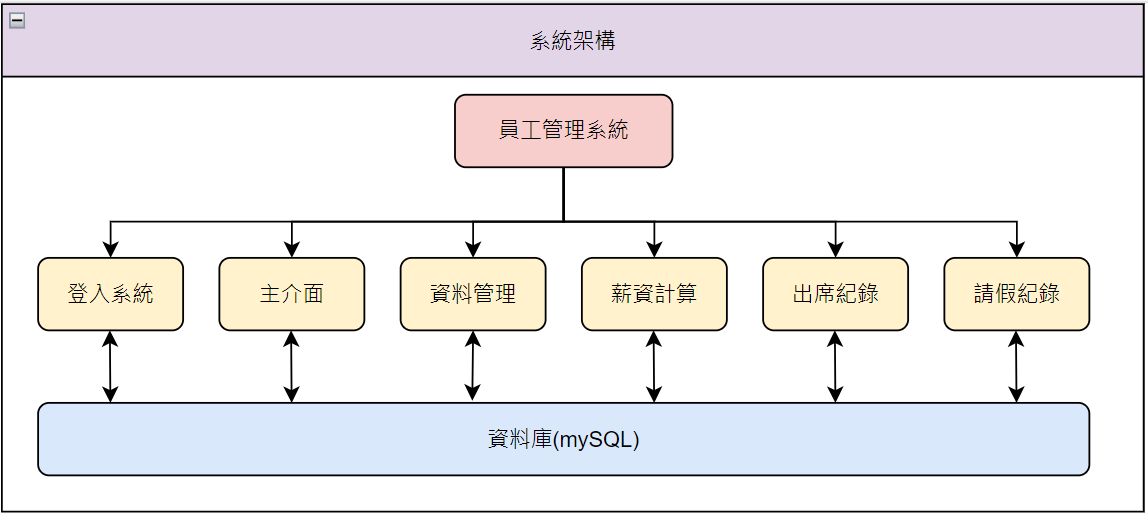 系統架構
員工管理系統
登入系統
主介面
資料管理
薪資計算
出席紀錄
請假紀錄
資料庫(mySQL)